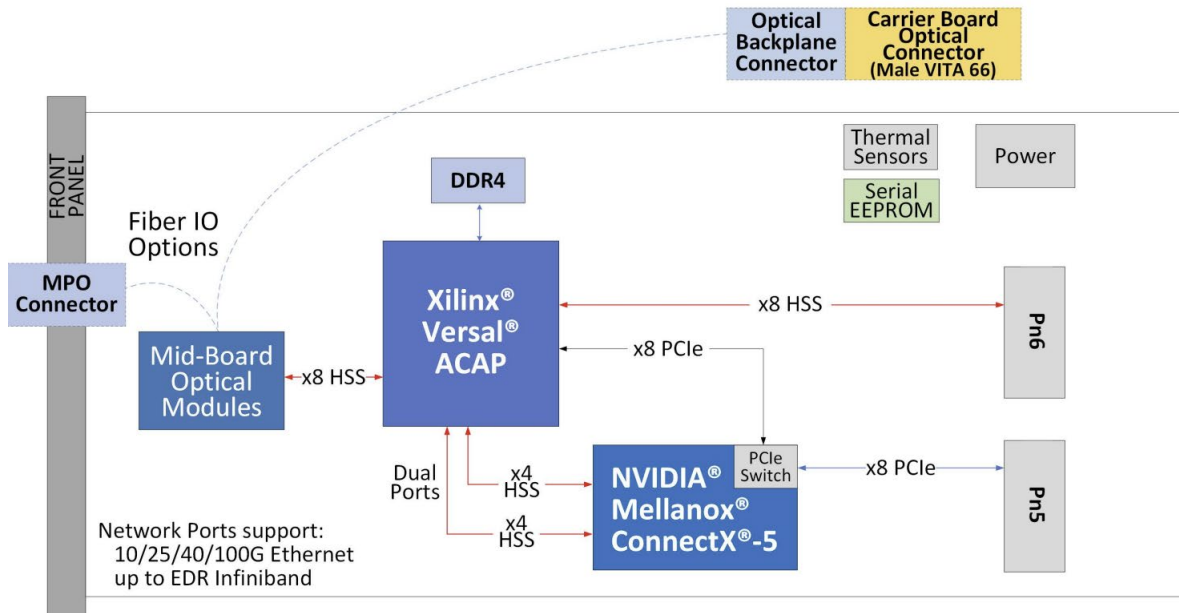 Optical
Backplane
Connector
Carrier Board
Optical
Connector
(Male VITA 66)
FRONT
PANEL
Thermal
Sensors
Power
Serial
EEPROM
DDR4
Fiber IO
Options
MPO
Connector
Xilinx®
Versal®
ACAP
x8 HSS
Pn6
x8 PCIe
Mid-Board
Optical
Modules
x8 HSS
Dual
Ports
x4
HSS
x4
HSS
NVIDIA®
Mellanox®
ConnectX®-5
PCIe
Switch
x8 PCIe
Pn5
Network Ports support:
10/25/40/100G Ethernet
up to EDR Infiniband